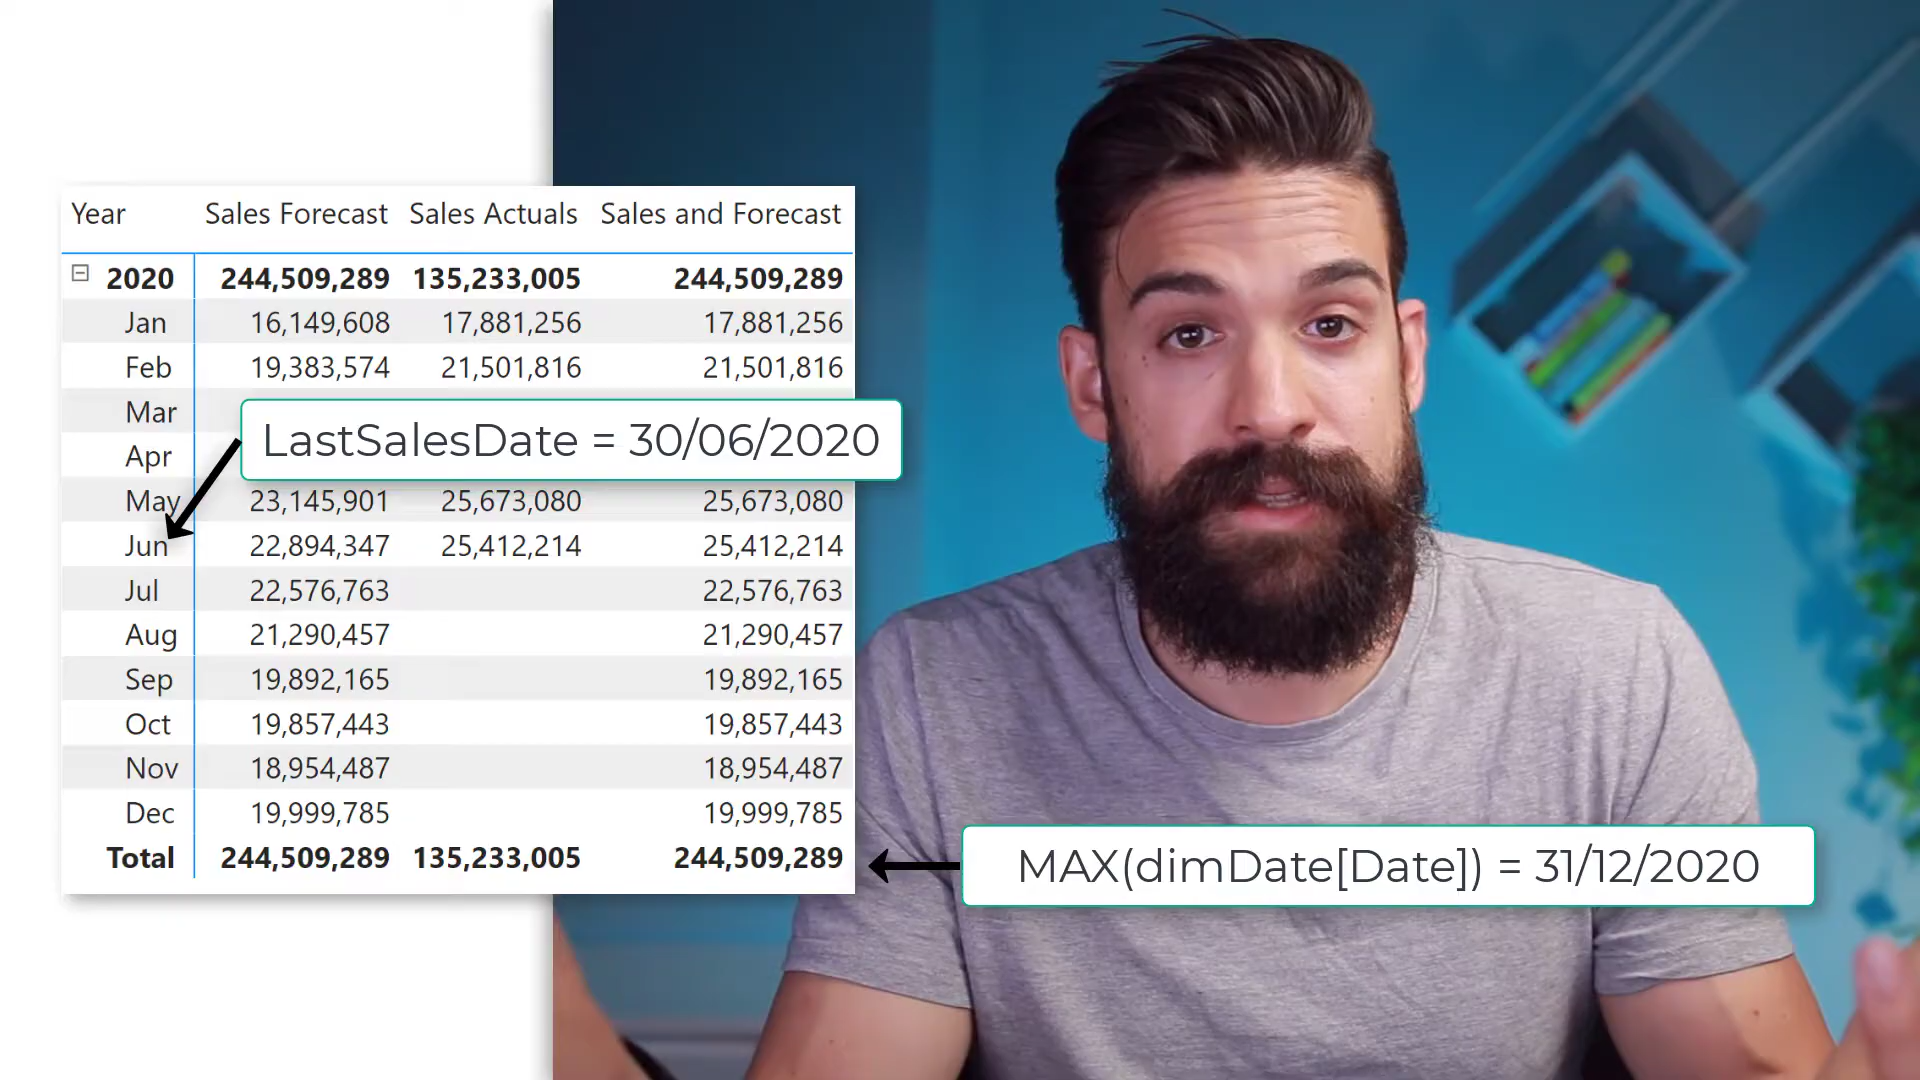 Year Sales Forecast Sales Actuals Sales and Forecast
2020 244,509,289 135,233,005 244,509,289
Jan 16,149,608 17,881,256 17,881,256
Feb 19,383,574 21,501,816 21,501,816
Mar
LastSalesDate = 30/06/2020
Apr
May 23,145,901 25,673,080 25,673,080
Jun 22,894,347 25,412,214 25,412,214
Jul 22,576,763 22,576,763
Aug 21,290,457 21,290,457
Sep 19,892,165 19,892,165
Oct 19,857,443 19,857,443
Nov 18,954,487 18,954,487
Dec 19,999,785 19,999,785
Total 244,509,289 135,233,005 244,509,289
MAX(dimDate[Date]) = 31/12/2020